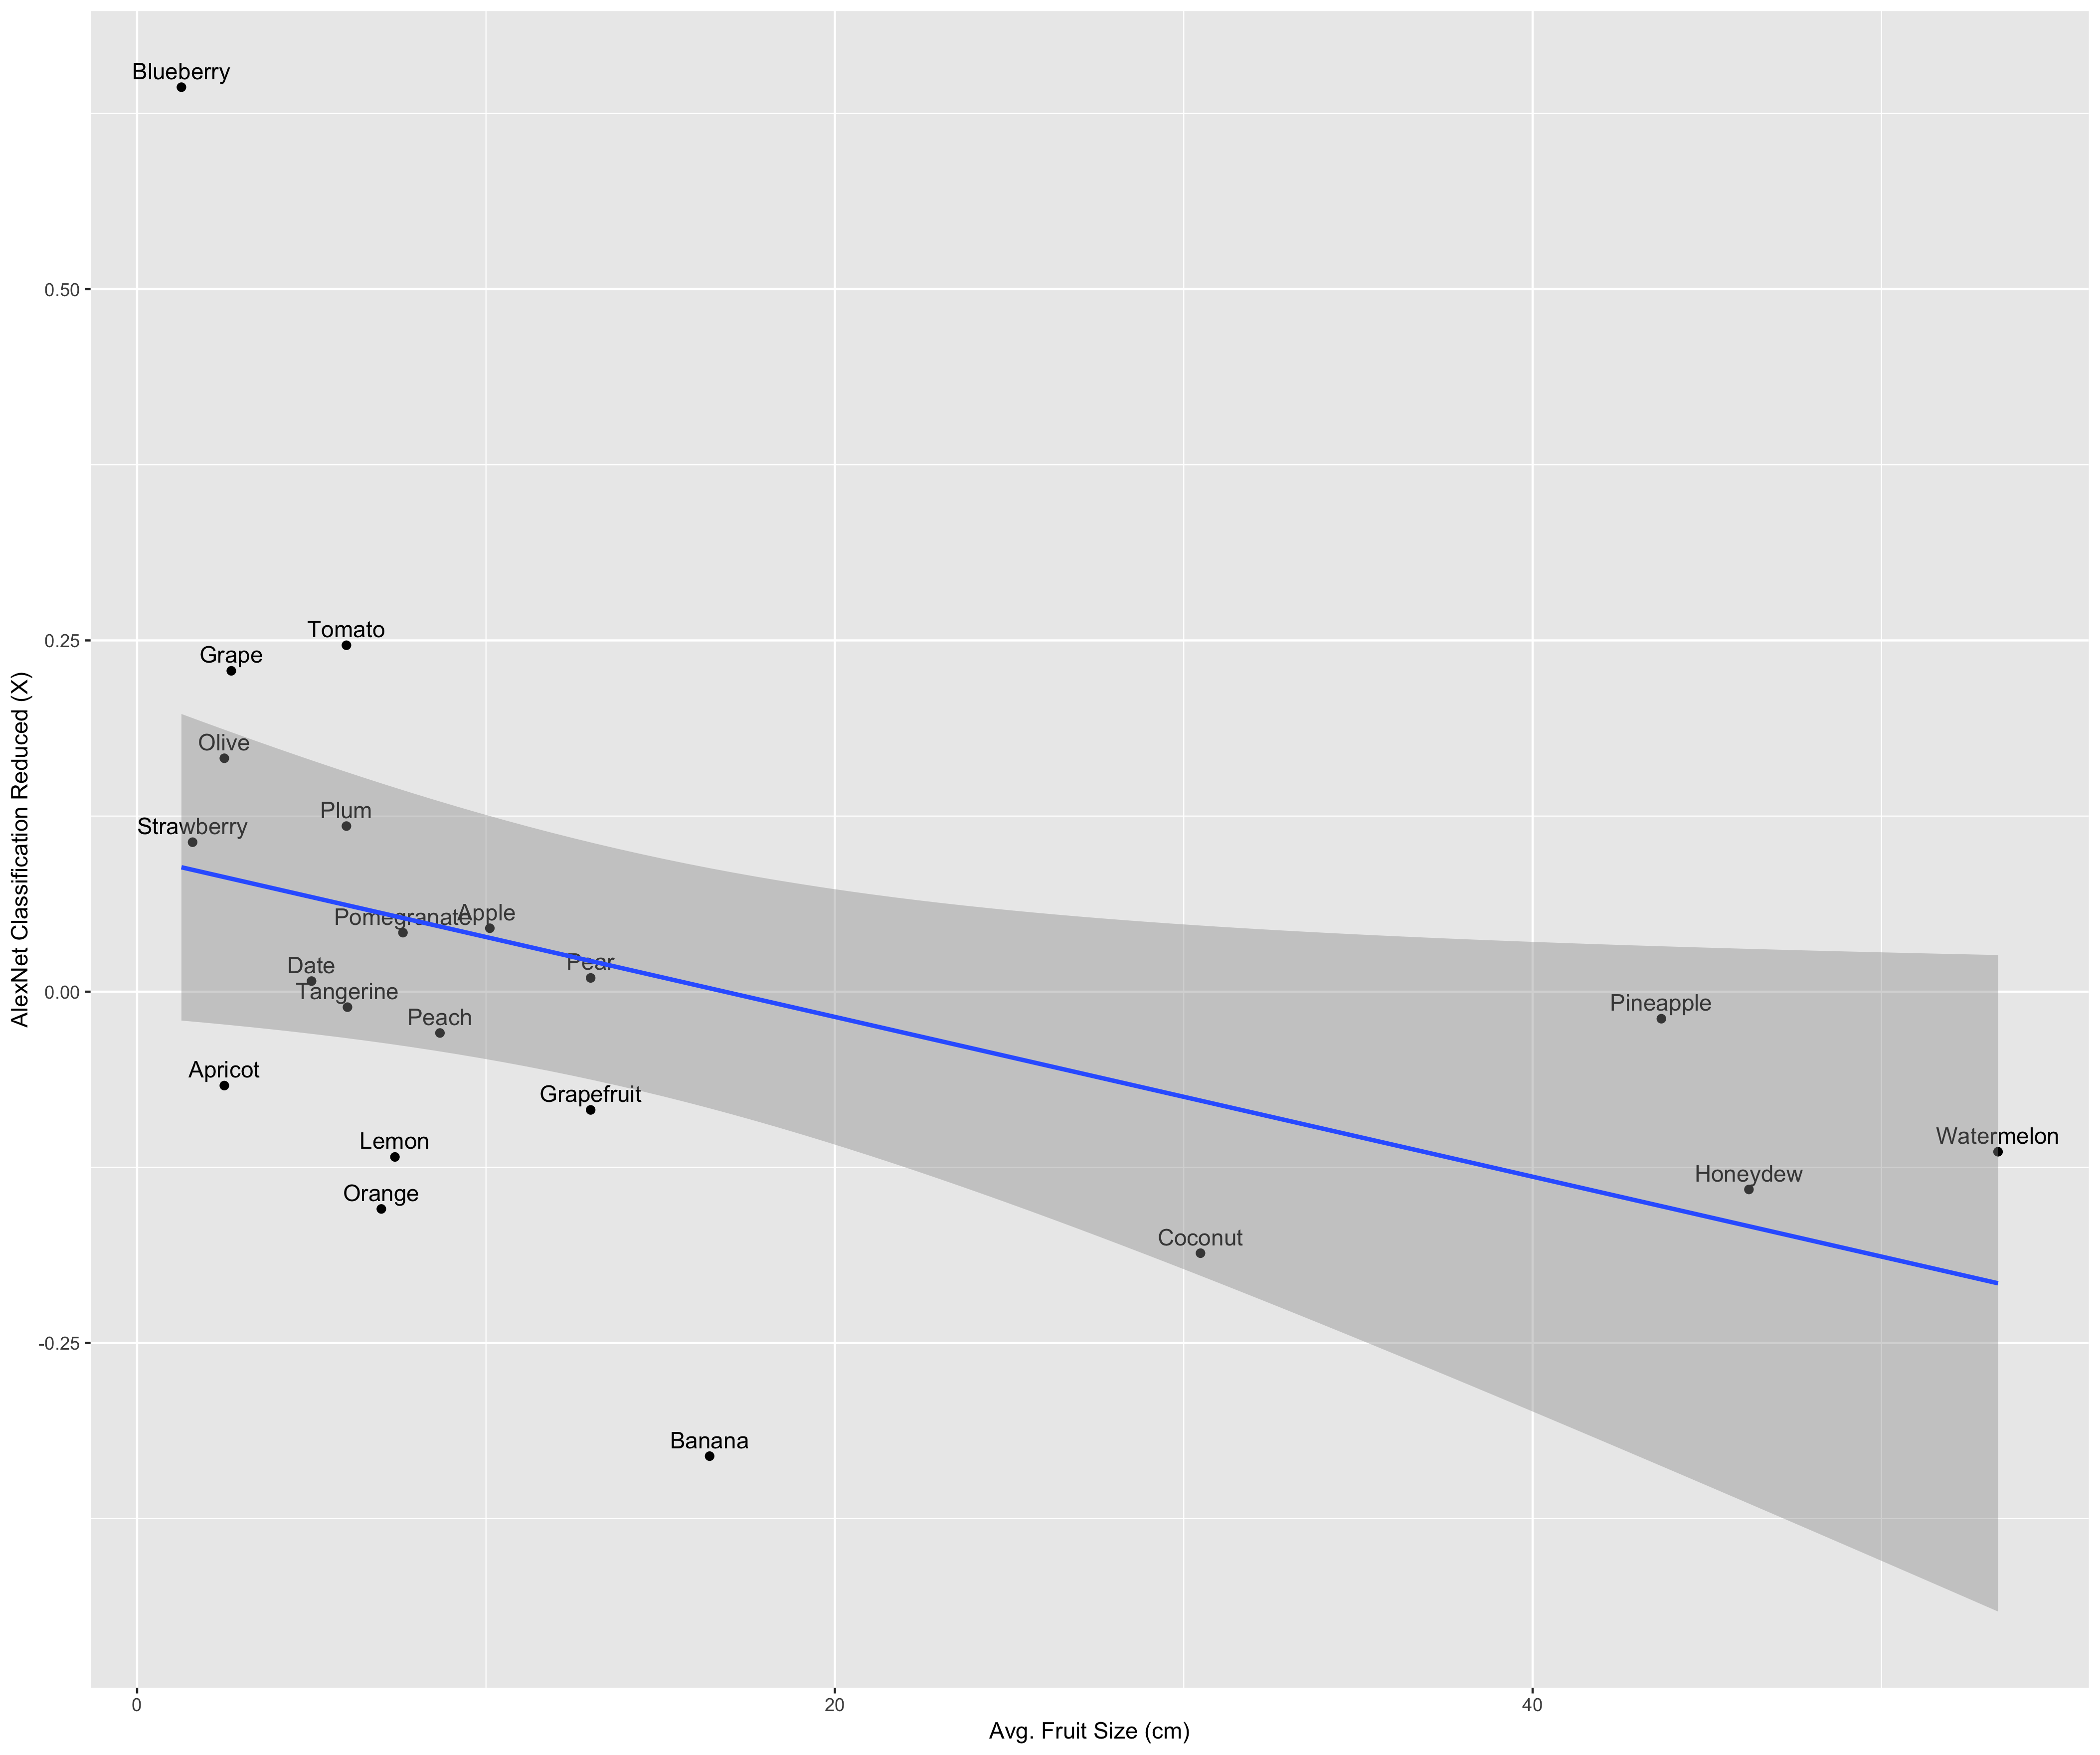 Blueberry
0.50
Tomato
0.25
Grape
Olive
Plum
Strawberry
Pomegranate
Apple
Pear
Date
0.00
Tangerine
Pineapple
Peach
Apricot
Grapefruit
Lemon
Watermelon
Honeydew
Orange
Coconut
-0.25
Banana
AlexNet Classification Reduced (X)
0
20
40
Avg. Fruit Size (cm)